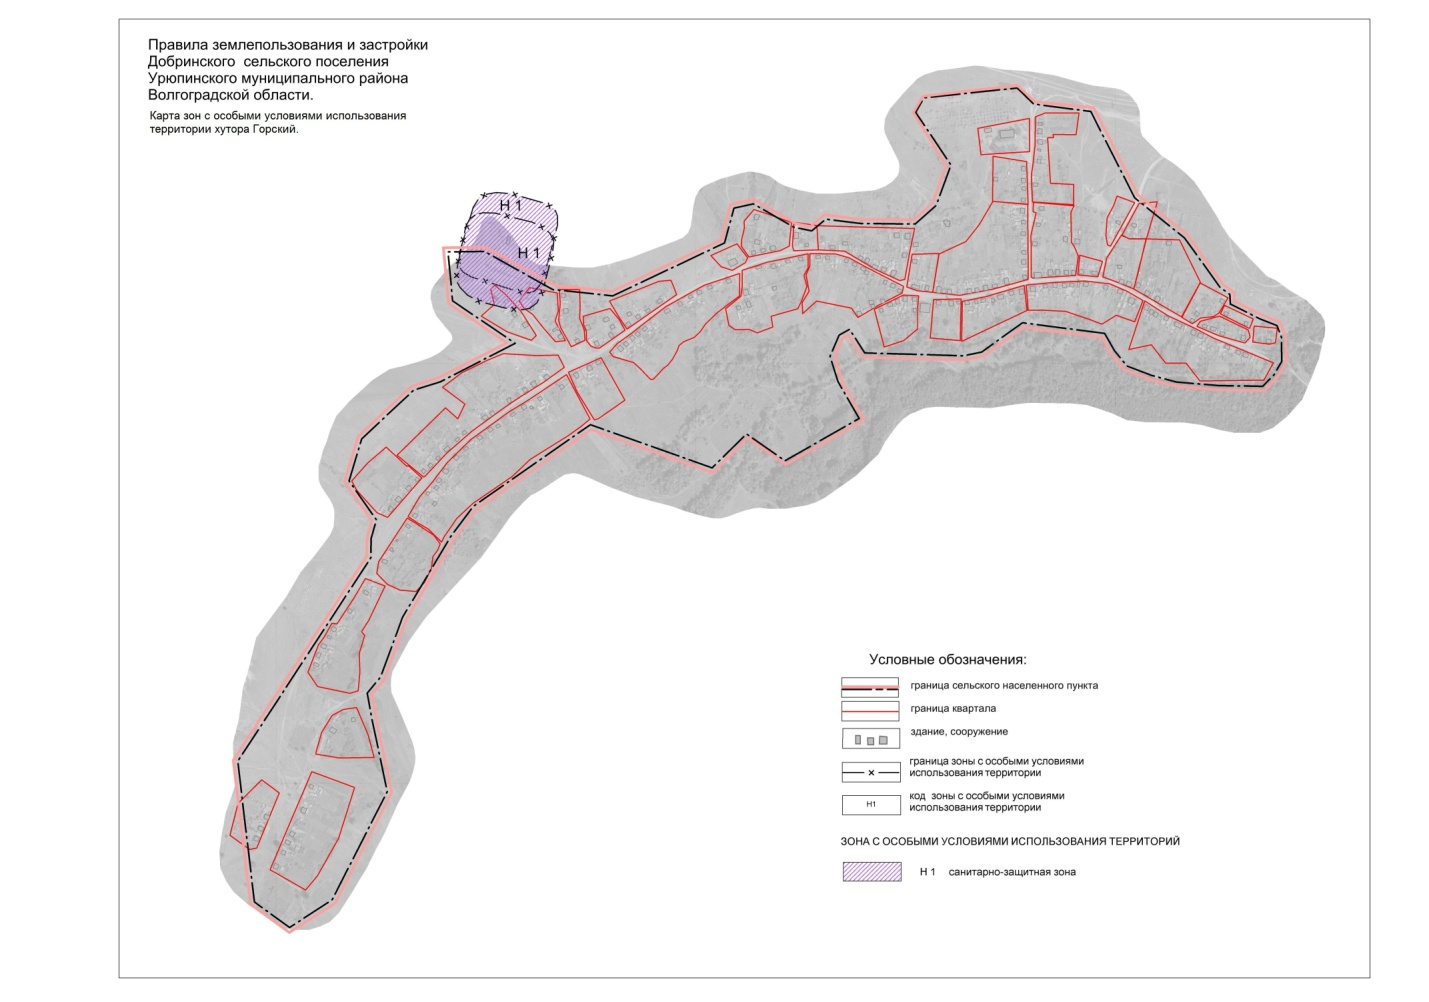 Правила землепользования и застройки
Добринского сельского поселения
Урюпинского муниципального района
Волгоградской области.
Карта зон с особыми условиями использования
территории хутора Горский.
Н 1
Н 1
Условные обозначения:
граница сельского населенного пункта
граница квартала
здание, сооружение
граница зоны с особыми условиями
использования территории
Н1
код зоны с особыми условиями
использования территории
ЗОНА С ОСОБЫМИ УСЛОВИЯМИ ИСПОЛЬЗОВАНИЯ ТЕРРИТОРИЙ
Н 1 санитарно-защитная зона